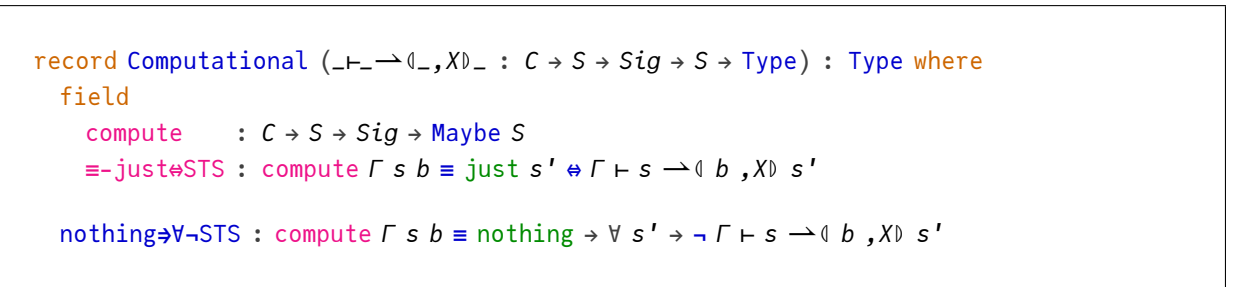 record Computational (_⊢_⇀⦇_,X⦈_ : C → S → Sig → S → Type) : Type where
field
compute : C → S → Sig → Maybe S
≡-just⇔STS : compute Γ s b ≡ just s' ⇔ Γ ⊢ s ⇀⦇ b ,X⦈ s'
nothing⇒∀¬STS : compute Γ s b ≡ nothing → ∀ s' → ¬ Γ ⊢ s ⇀⦇ b ,X⦈ s'